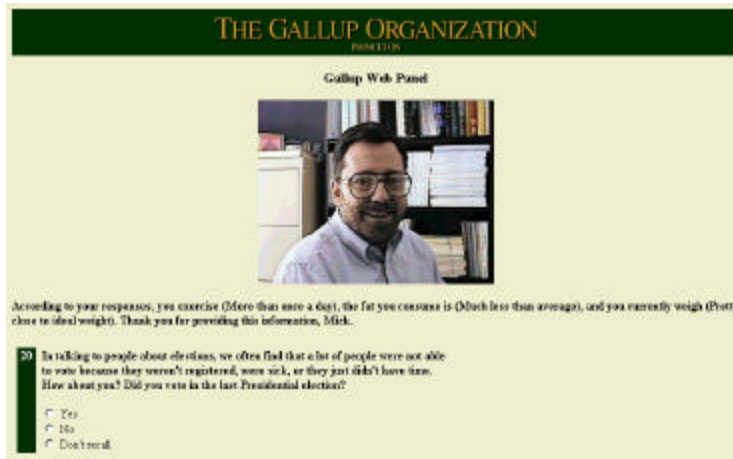 THE GALLUP ORGANIZATION
PRINCETON
Gallup Web Panel
According to your responses, you exercise (More than once a day), the fat you consume is (Much less than average), and you currently weigh (Prett
close to ideal weight). Thank you for providing this information, Mick.
20 In talking to people about elections, we often find that a lot of people were not able
to vote because they weren't registered, were sick, or they just didn't have time.
How about you? Did you vote in the last Presidential election?
Yes
No
Don't recall